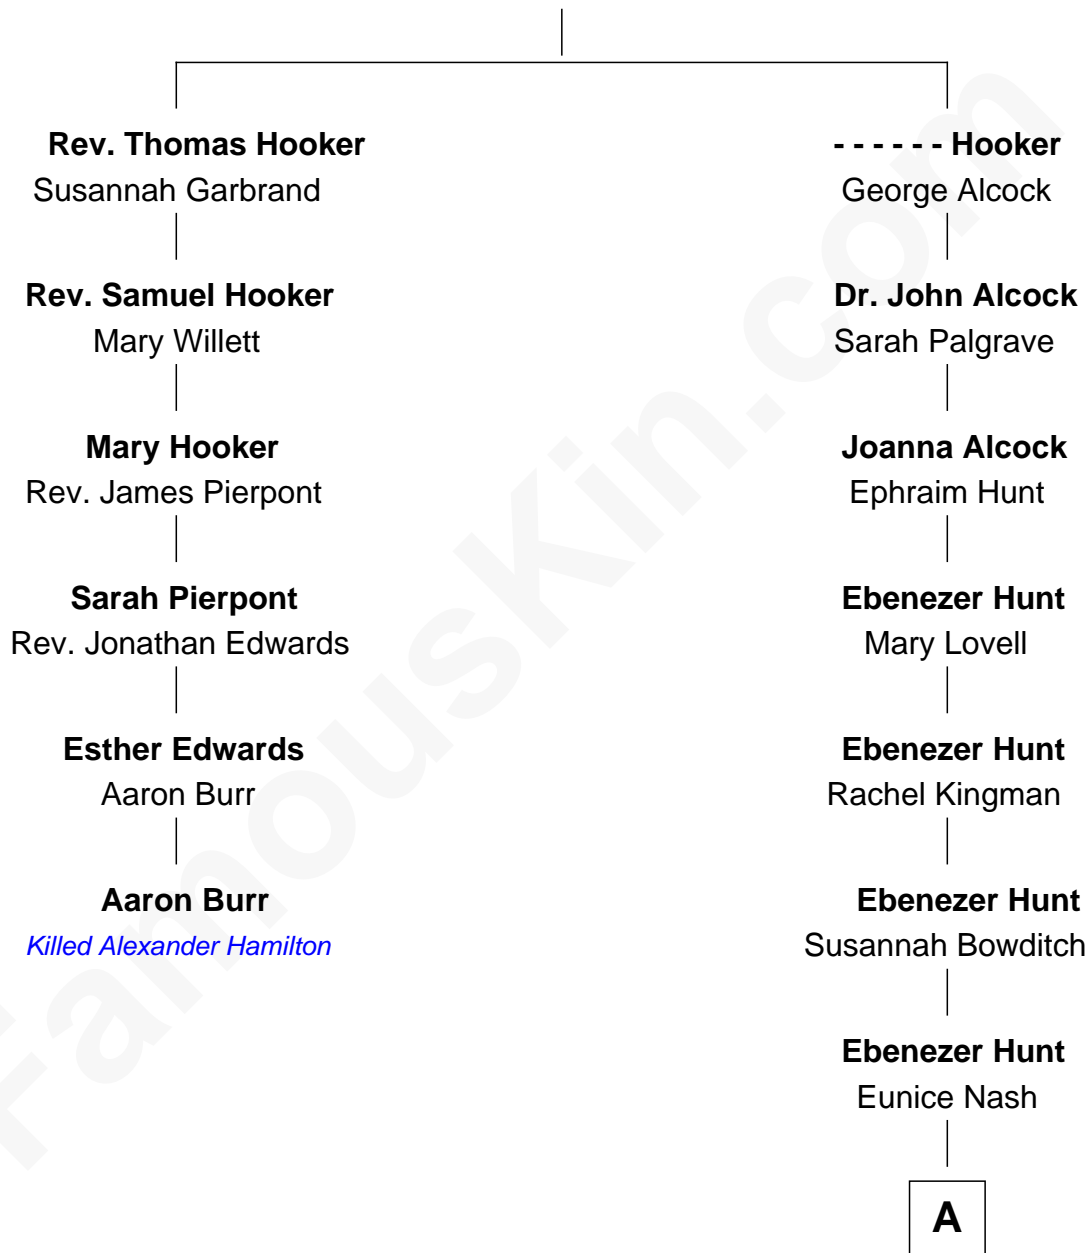 Rev. Thomas Hooker
Susannah Garbrand
Rev. Samuel Hooker
Mary Willett
Mary Hooker
Rev. James Pierpont
Sarah Pierpont
Rev. Jonathan Edwards
Esther Edwards
Aaron Burr
Aaron Burr
Killed Alexander Hamilton
- - - - - - Hooker
George Alcock
Dr. John Alcock
Sarah Palgrave
Joanna Alcock
Ephraim Hunt
Ebenezer Hunt
Mary Lovell
Ebenezer Hunt
Rachel Kingman
Ebenezer Hunt
Susannah Bowditch
Ebenezer Hunt
Eunice Nash
A
FamousKin.com